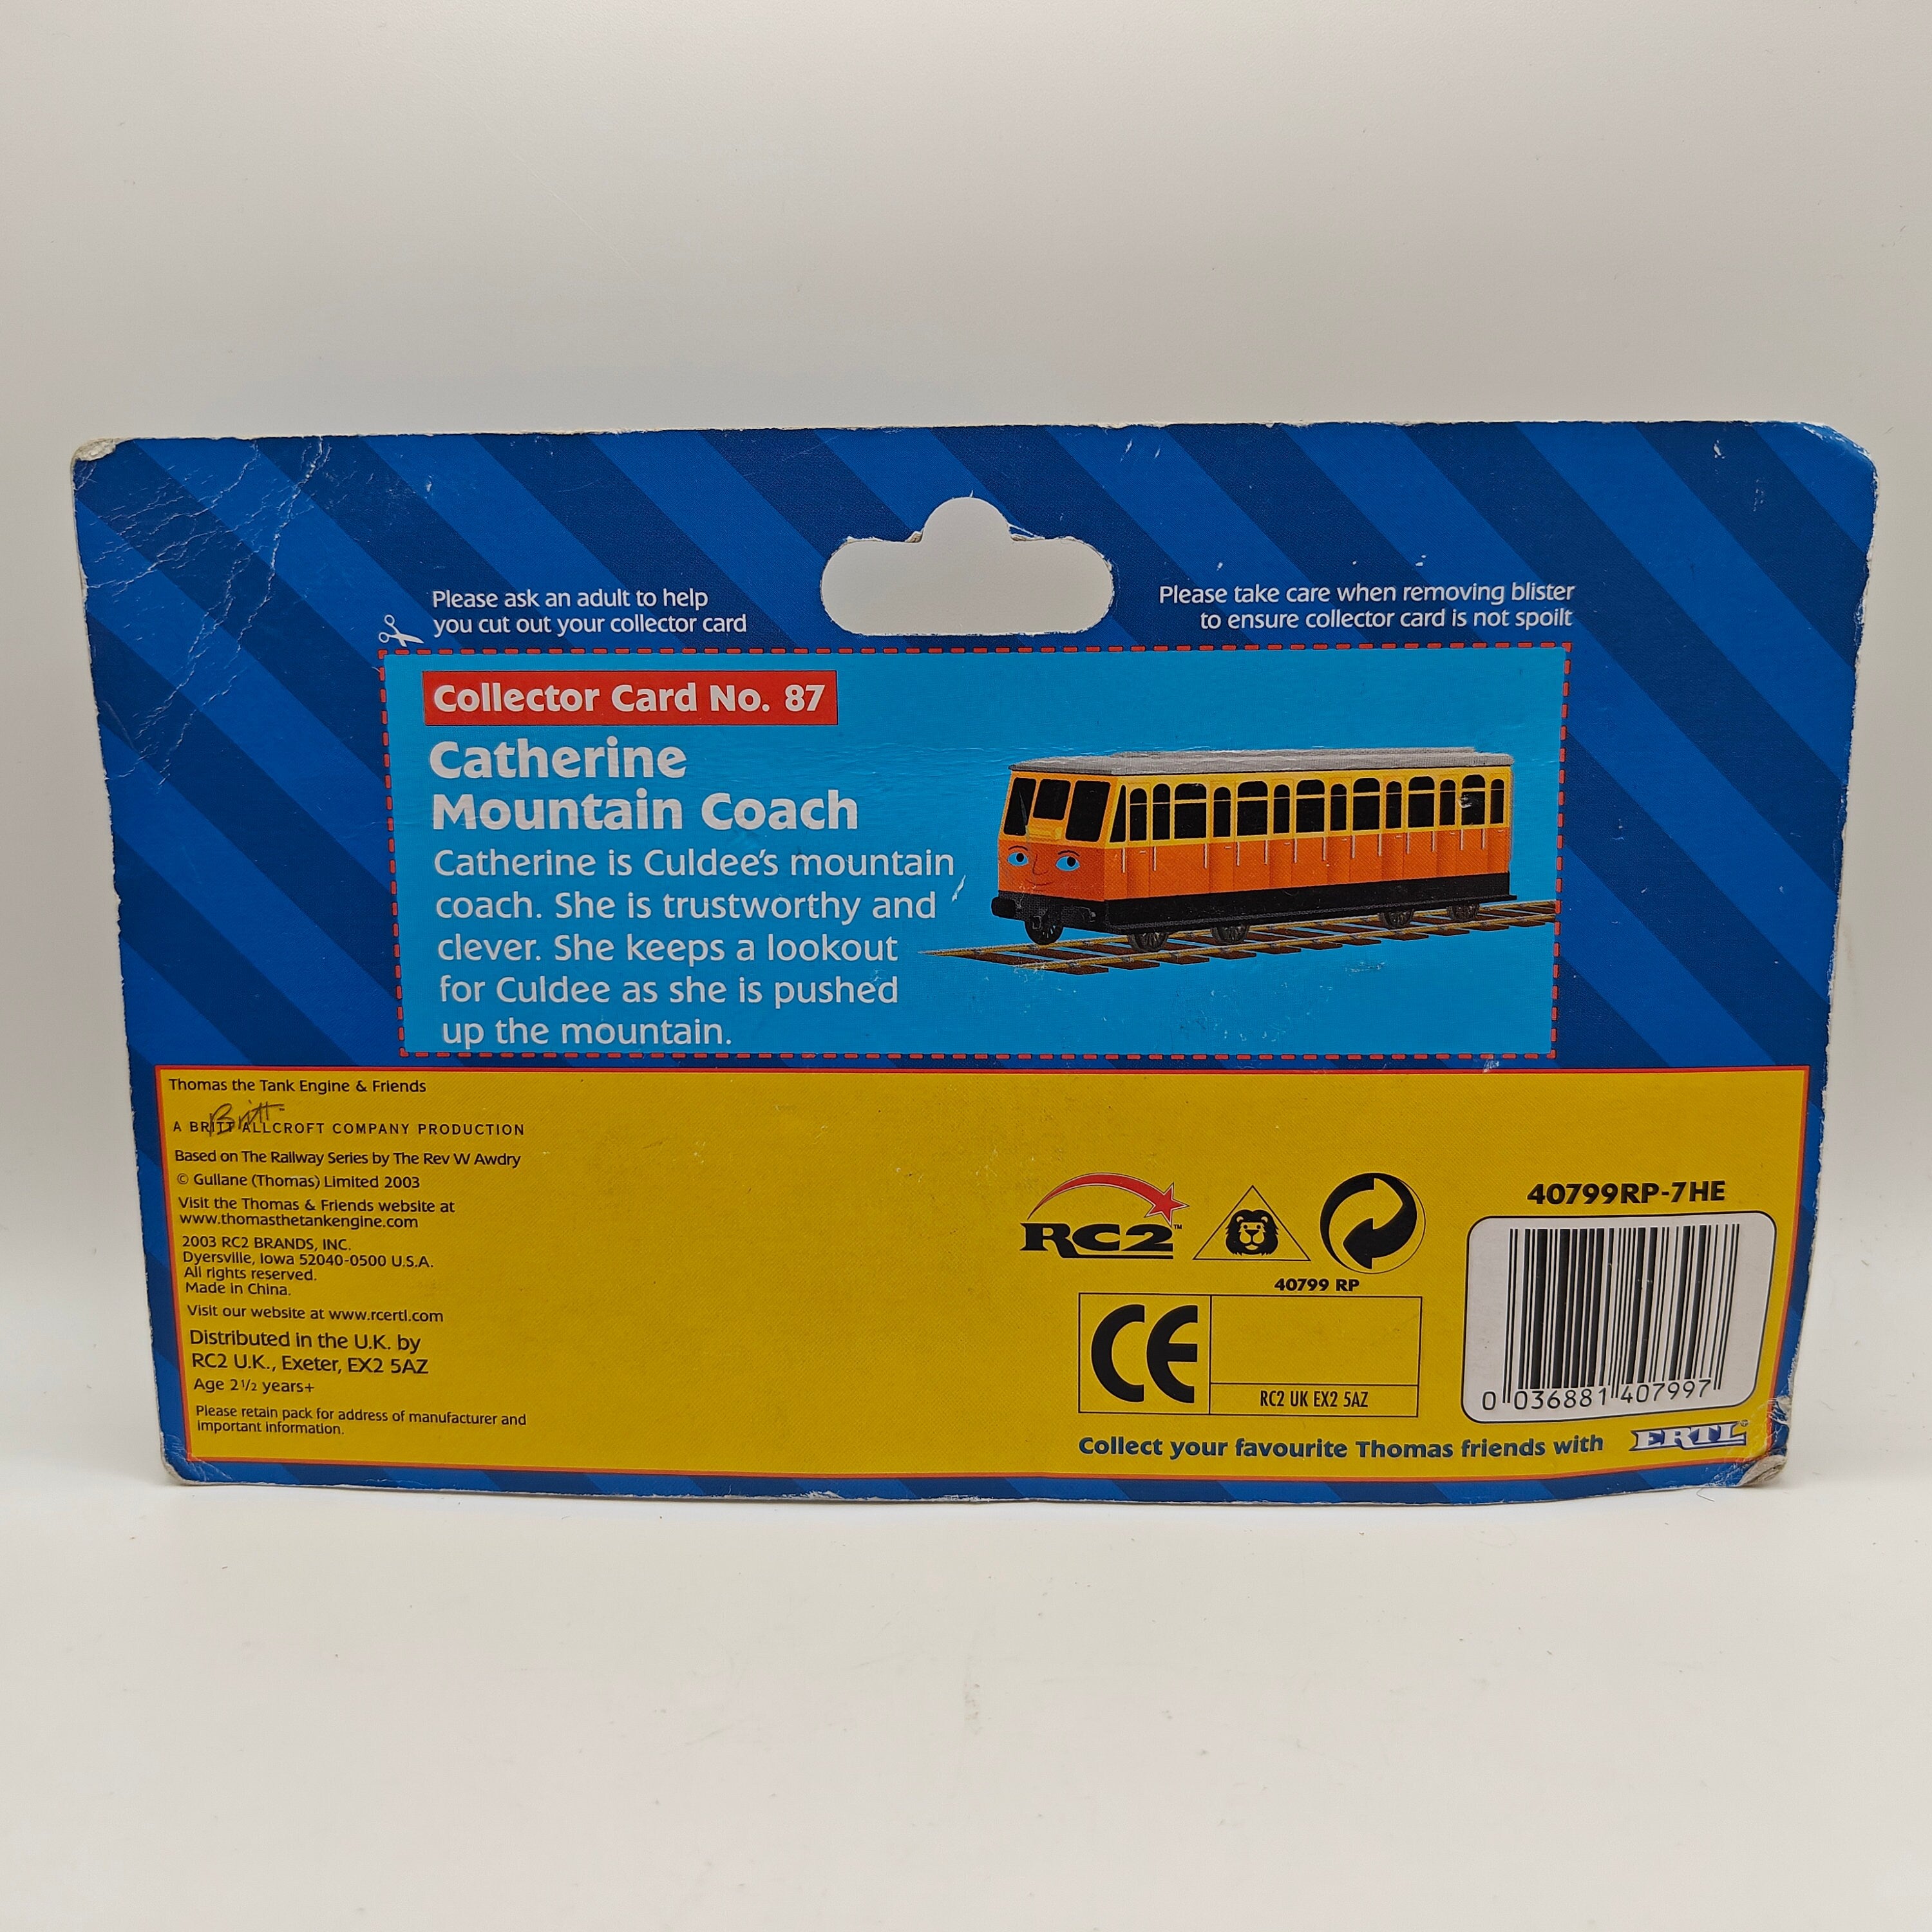 Please ask an adult to help
you cut out your collector card
Please take care when removing blister
to ensure collector card is not spoilt
Collector Card No. 87
Catherine
Mountain Coach
Catherine is Culdee's mountain
coach. She is trustworthy and
clever. She keeps a lookout
for Culdee as she is pushed
up the mountain.
Thomas the Tank Engine & Friends
Britt
A BRITT ALLCROFT COMPANY PRODUCTION
Based on The Railway Series by The Rev W Awdry
© Gullane (Thomas) Limited 2003
Visit the Thomas & Friends website at
www.thomasthetankengine.com
2003 RC2 BRANDS, INC.
Dyersville, Iowa 52040-0500 U.S.A.
All rights reserved.
Made in China.
Visit our website at www.rcertl.com
Distributed in the U.K. by
RC2 U.K., Exeter, EX2 5AZ
Age 2½ years+
Please retain pack for address of manufacturer and
important information.
RC2™
40799 RP
CE
RC2 UK EX2 5AZ
40799RP-7HE
0 036881 407997
Collect your favourite Thomas friends with ERTL®